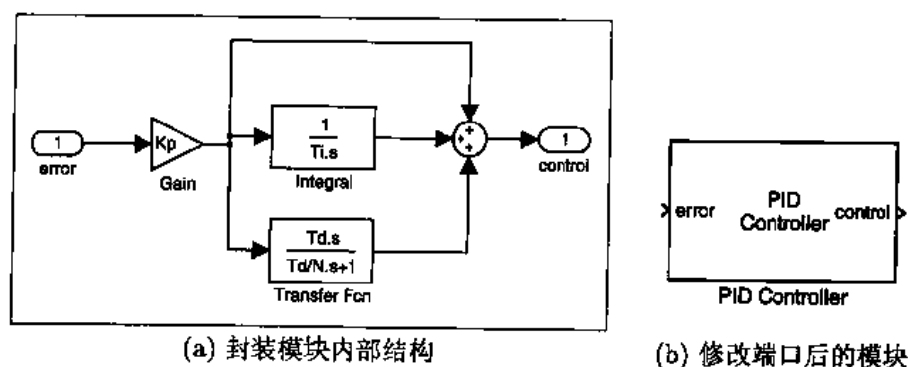 1
error
Kp
Gain
1
Ti.s
Integral
Td.s
Td/N.s+1
Transfer Fcn
+
+
+
1
control
(a) 封装模块内部结构
error
PID
Controller
control
PID Controller
(b) 修改端口后的模块